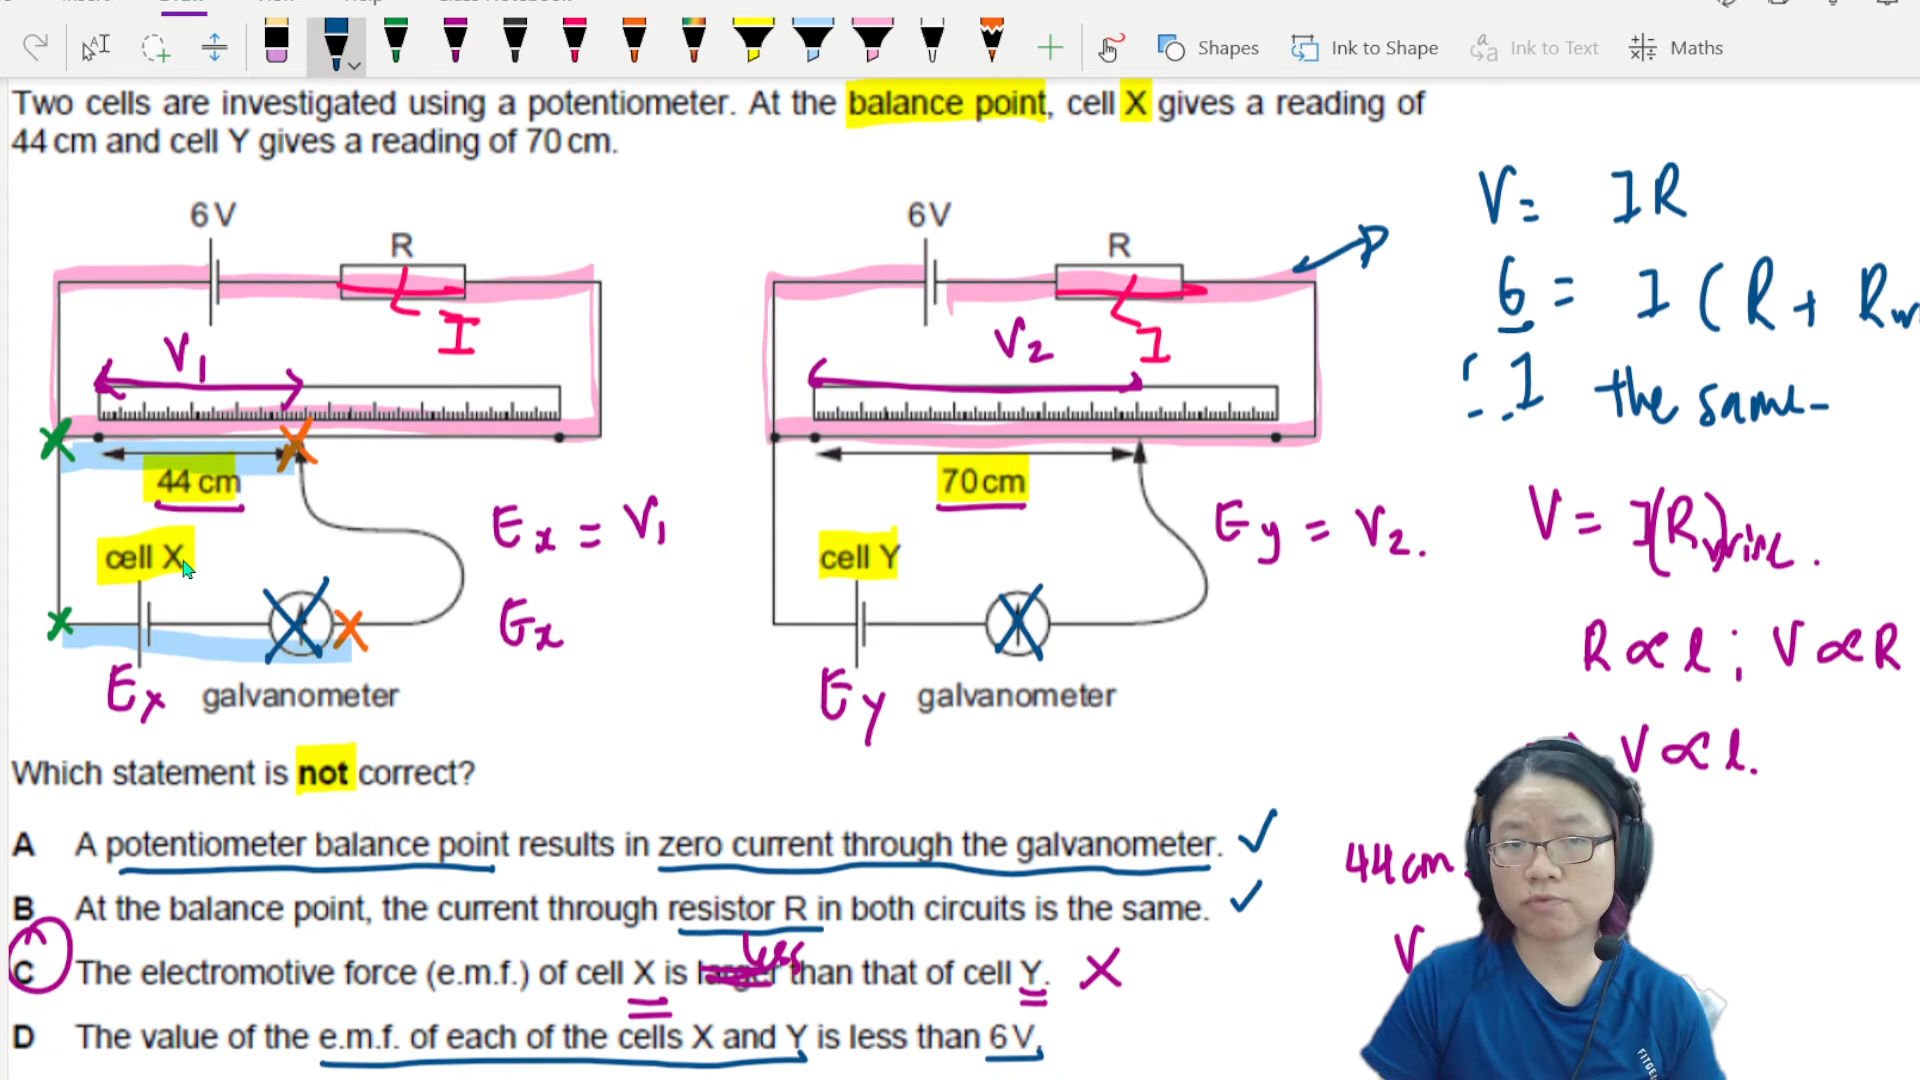 Shapes
Ink to Shape
Ink to Text
Maths
Two cells are investigated using a potentiometer. At the balance point, cell X gives a reading of
44 cm and cell Y gives a reading of 70 cm.
6 V
R
I
V1
44 cm
cell X
Ex
galvanometer
Ex = V1
Ex
6 V
R
I
V2
70 cm
cell Y
Ey
galvanometer
Ey = V2.
V = IR
6 = I (R +
∴ I the same
V = I(R)wire.
R ∝ l ; V ∝ R
V ∝ l.
44 cm
V
Which statement is not correct?
A A potentiometer balance point results in zero current through the galvanometer.
B At the balance point, the current through resistor R in both circuits is the same.
less
C The electromotive force (e.m.f.) of cell X is larger than that of cell Y.
D The value of the e.m.f. of each of the cells X and Y is less than 6 V.